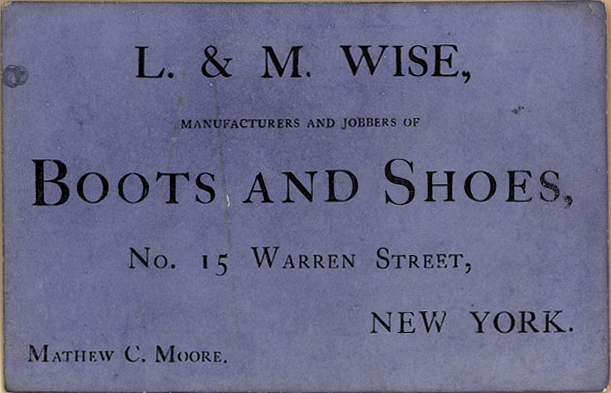 L. & M. WISE,
MANUFACTURERS AND JOBBERS OF
BOOTS AND SHOES,
No. 15 WARREN STREET,
NEW YORK.
MATHEW C. MOORE.